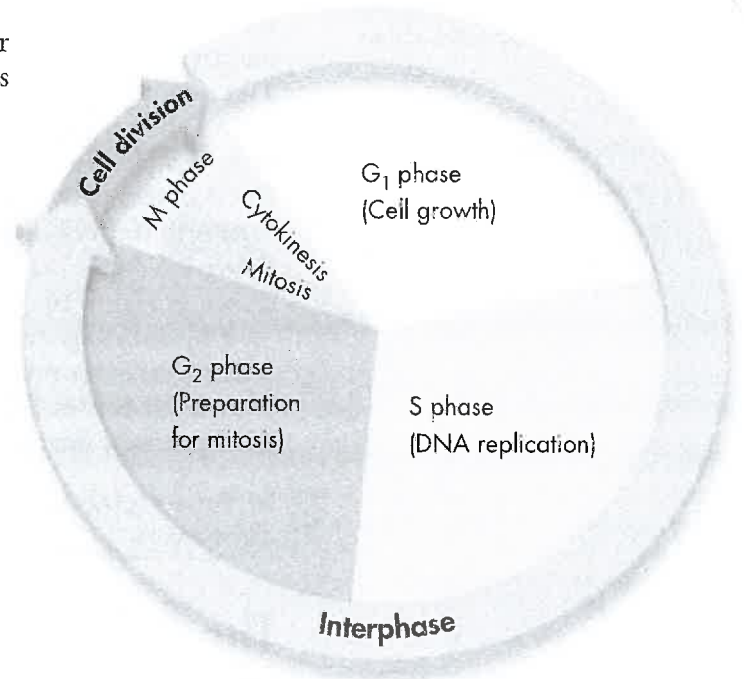 r
s
Cell division
M phase
Cytokinesis
Mitosis
G₁ phase
(Cell growth)
G₂ phase
(Preparation
for mitosis)
S phase
(DNA replication)
Interphase